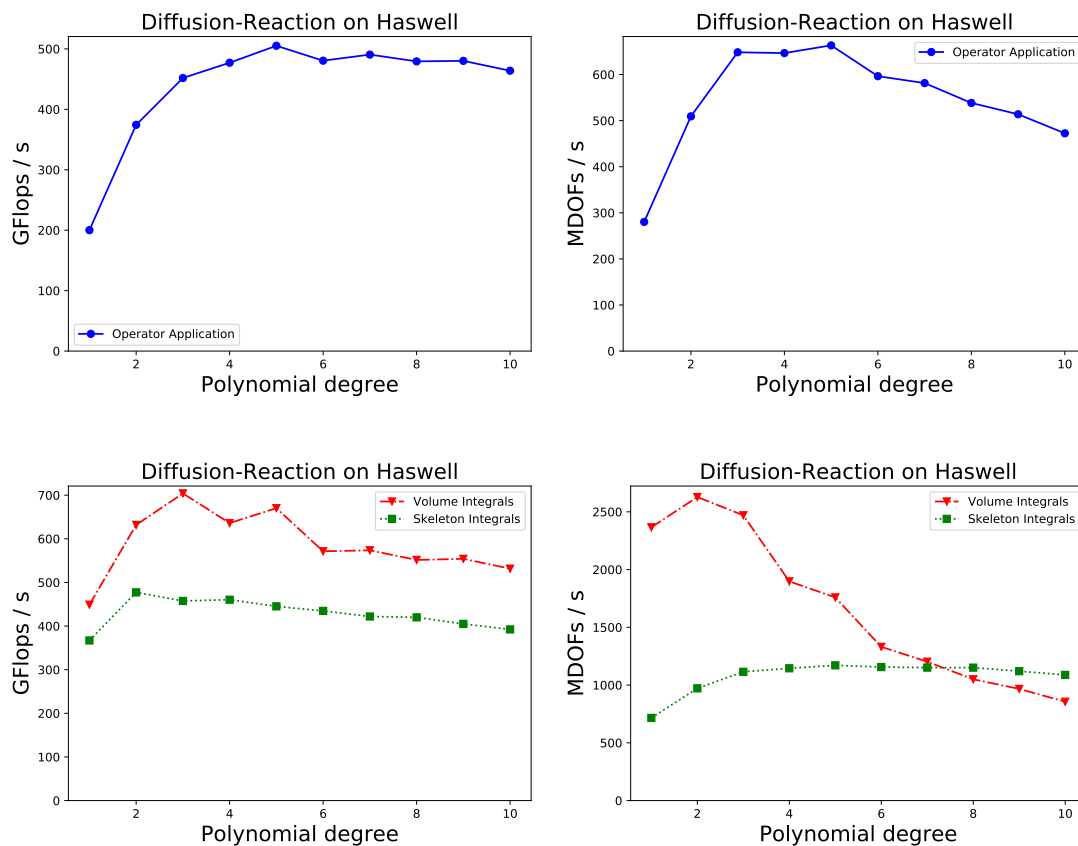 Diffusion-Reaction on Haswell
GFlops / s
500
400
300
200
100
0
Operator Application
2 4 6 8 10
Polynomial degree
Diffusion-Reaction on Haswell
MDOFs / s
Operator Application
600
500
400
300
200
100
0
2 4 6 8 10
Polynomial degree
Diffusion-Reaction on Haswell
GFlops / s
700
600
500
400
300
200
100
0
Volume Integrals
Skeleton Integrals
2 4 6 8 10
Polynomial degree
Diffusion-Reaction on Haswell
MDOFs / s
2500
2000
1500
1000
500
0
Volume Integrals
Skeleton Integrals
2 4 6 8 10
Polynomial degree